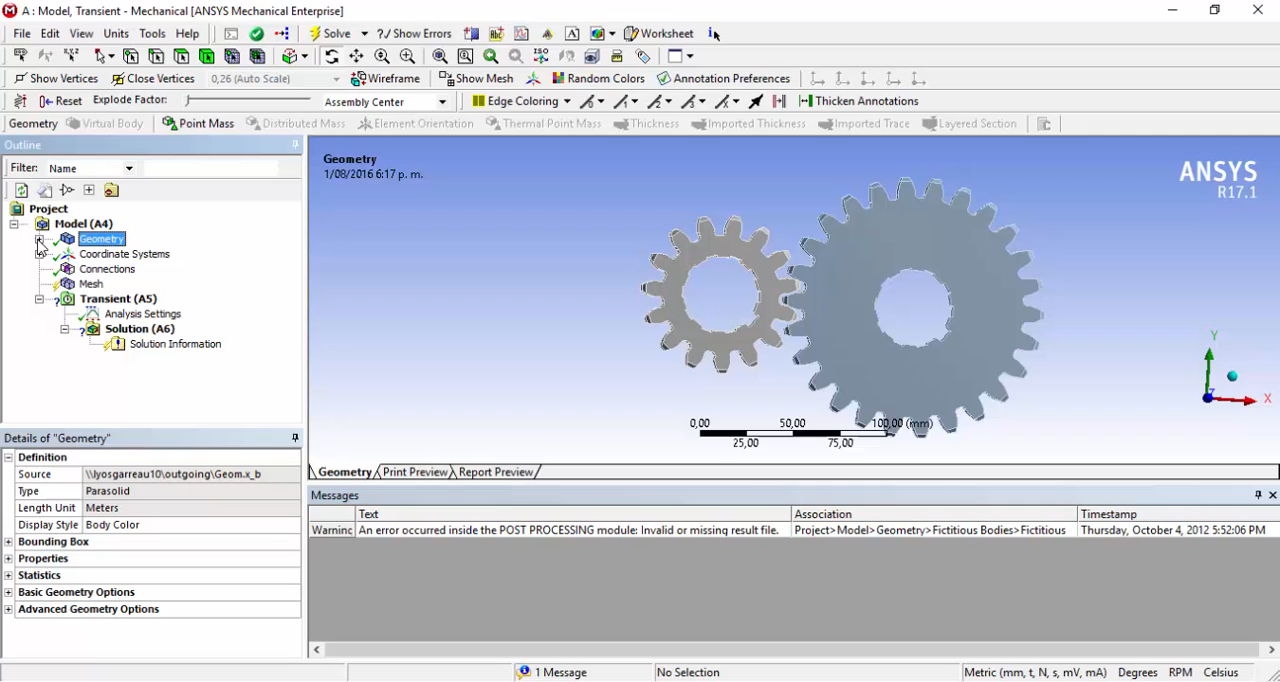 A : Model, Transient - Mechanical [ANSYS Mechanical Enterprise]
File Edit View Units Tools Help Solve ?/Show Errors Worksheet
Show Vertices Close Vertices 0,26 (Auto Scale) Wireframe Show Mesh Random Colors Annotation Preferences
Reset Explode Factor: Assembly Center Edge Coloring Thicken Annotations
Geometry Virtual Body Point Mass Distributed Mass Element Orientation Thermal Point Mass Thickness Imported Thickness Imported Trace Layered Section
Outline
Filter: Name
Project
Model (A4)
Geometry
Coordinate Systems
Connections
Mesh
Transient (A5)
Analysis Settings
Solution (A6)
Solution Information
Details of "Geometry"
Definition
Source \\lyosgarreau10\outgoing\Geom.x_b
Type Parasolid
Length Unit Meters
Display Style Body Color
Bounding Box
Properties
Statistics
Basic Geometry Options
Advanced Geometry Options
Geometry
1/08/2016 6:17 p. m.
ANSYS
R17.1
Y
Z
X
0,00 50,00 100,00 (mm)
25,00 75,00
Geometry Print Preview Report Preview
Messages
Text Association Timestamp
Warninc An error occurred inside the POST PROCESSING module: Invalid or missing result file. Project>Model>Geometry>Fictitious Bodies>Fictitious Thursday, October 4, 2012 5:52:06 PM
1 Message No Selection Metric (mm, t, N, s, mV, mA) Degrees RPM Celsius